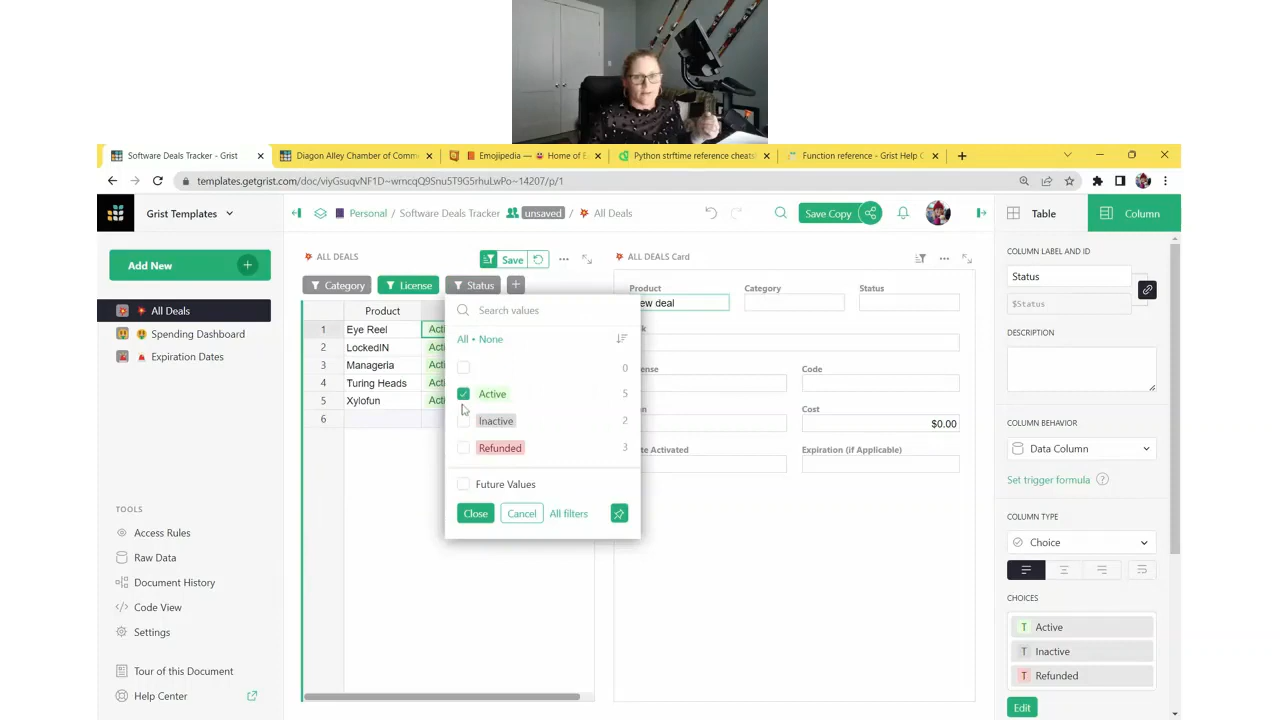 Software Deals Tracker - Grist
Diagon Alley Chamber of Comm
Emojipedia — 😃 Home of E
Python strftime reference cheats
Function reference - Grist Help C
templates.getgrist.com/doc/viyGsuqvNF1D~wrncqQ9Snu5T9G5rhuLwPo~14207/p/1
Grist Templates
Personal / Software Deals Tracker unsaved / All Deals
Save Copy
Table
Column
Add New
All Deals
Spending Dashboard
Expiration Dates
TOOLS
Access Rules
Raw Data
Document History
Code View
Settings
Tour of this Document
Help Center
ALL DEALS
Save
Category
License
Status
Product
1 Eye Reel
2 LockedIN
3 Manageria
4 Turing Heads
5 Xylofun
6
Search values
All • None
0
Active 5
Inactive 2
Refunded 3
Future Values
Close
Cancel
All filters
ALL DEALS Card
Product
Category
Status
ew deal
Code
Cost
$0.00
te Activated
Expiration (if Applicable)
COLUMN LABEL AND ID
Status
$Status
DESCRIPTION
COLUMN BEHAVIOR
Data Column
Set trigger formula
COLUMN TYPE
Choice
CHOICES
T Active
T Inactive
T Refunded
Edit